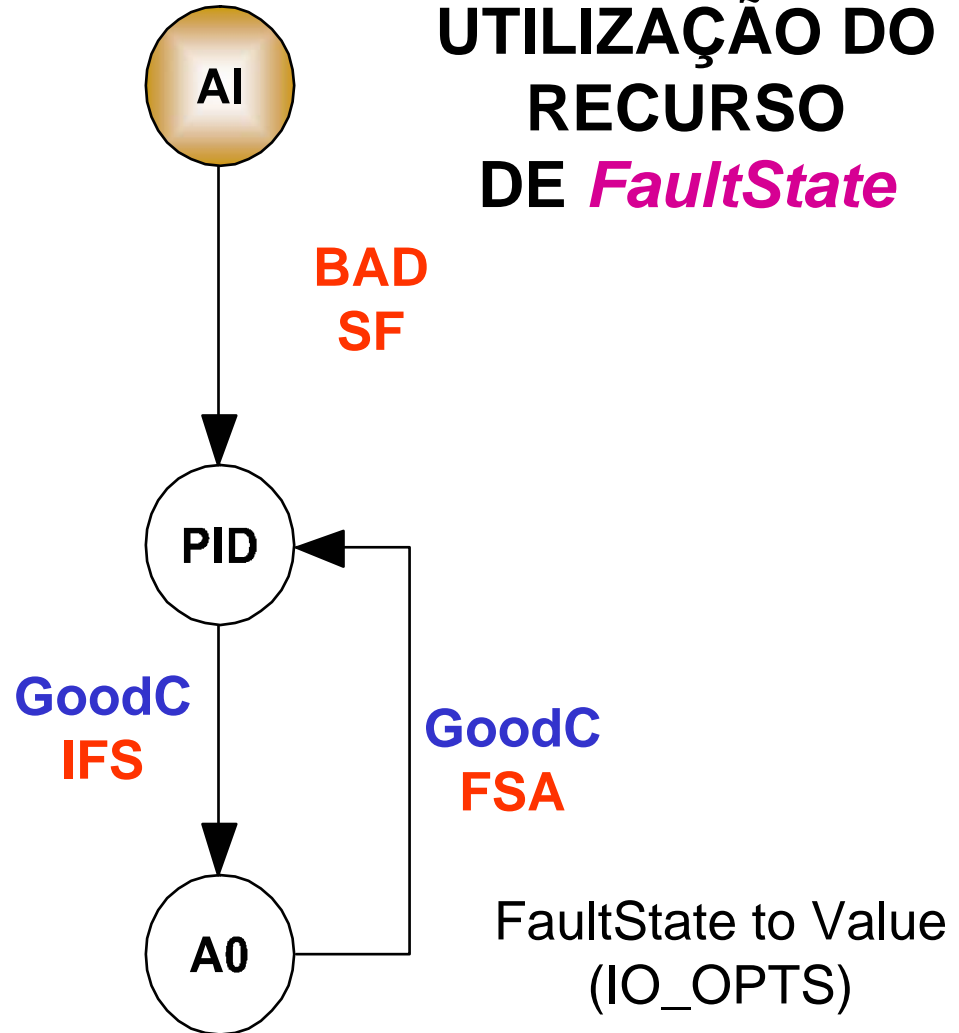 UTILIZAÇÃO DO
RECURSO
DE FaultState
AI
BAD
SF
PID
GoodC
IFS
GoodC
FSA
A0
FaultState to Value
(IO_OPTS)